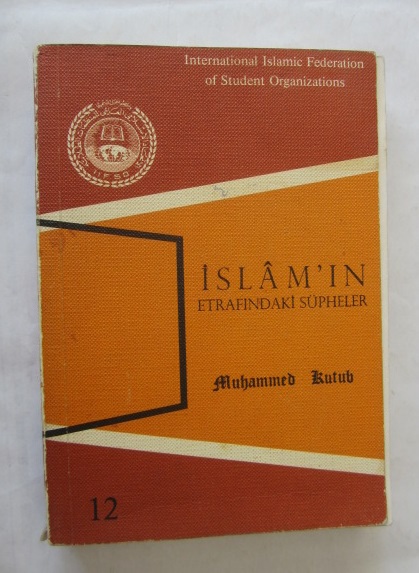 International Islamic Federation
of Student Organizations
I I F S O
İSLÂM'IN
ETRAFINDAKİ SÜPHELER
Muhammed Kutub
12